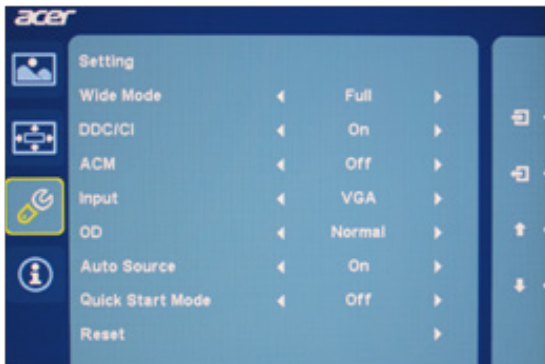 acer
Setting
Wide Mode Full
DDC/CI On
ACM Off
Input VGA
OD Normal
Auto Source On
Quick Start Mode Off
Reset